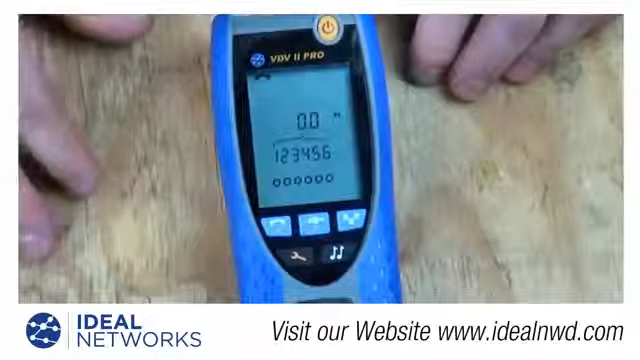 VDV II PRO
0.0
123456
IDEAL
NETWORKS
Visit our Website www.idealnwd.com